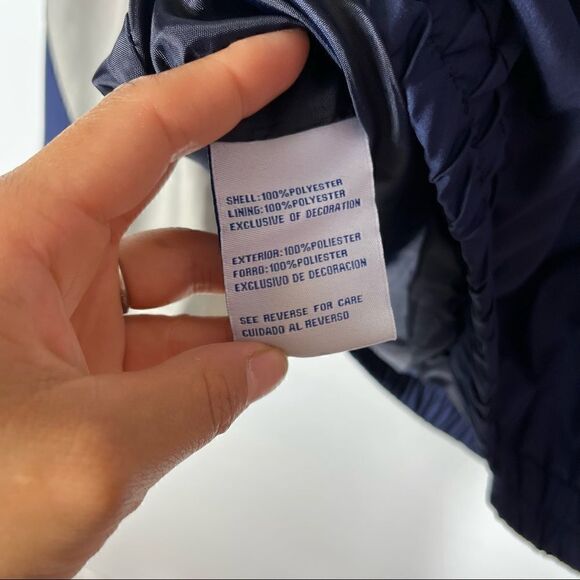 SHELL:100%POLYESTER
LINING:100%POLYESTER
EXCLUSIVE OF DECORATION
EXTERIOR:100%POLIESTER
FORRO:100%POLIESTER
EXCLUSIVO DE DECORACION
SEE REVERSE FOR CARE
CUIDADO AL REVERSO